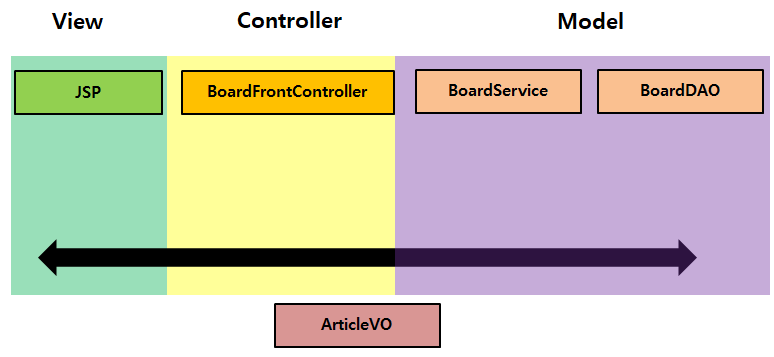 View
Controller
Model
JSP
BoardFrontController
BoardService
BoardDAO
ArticleVO